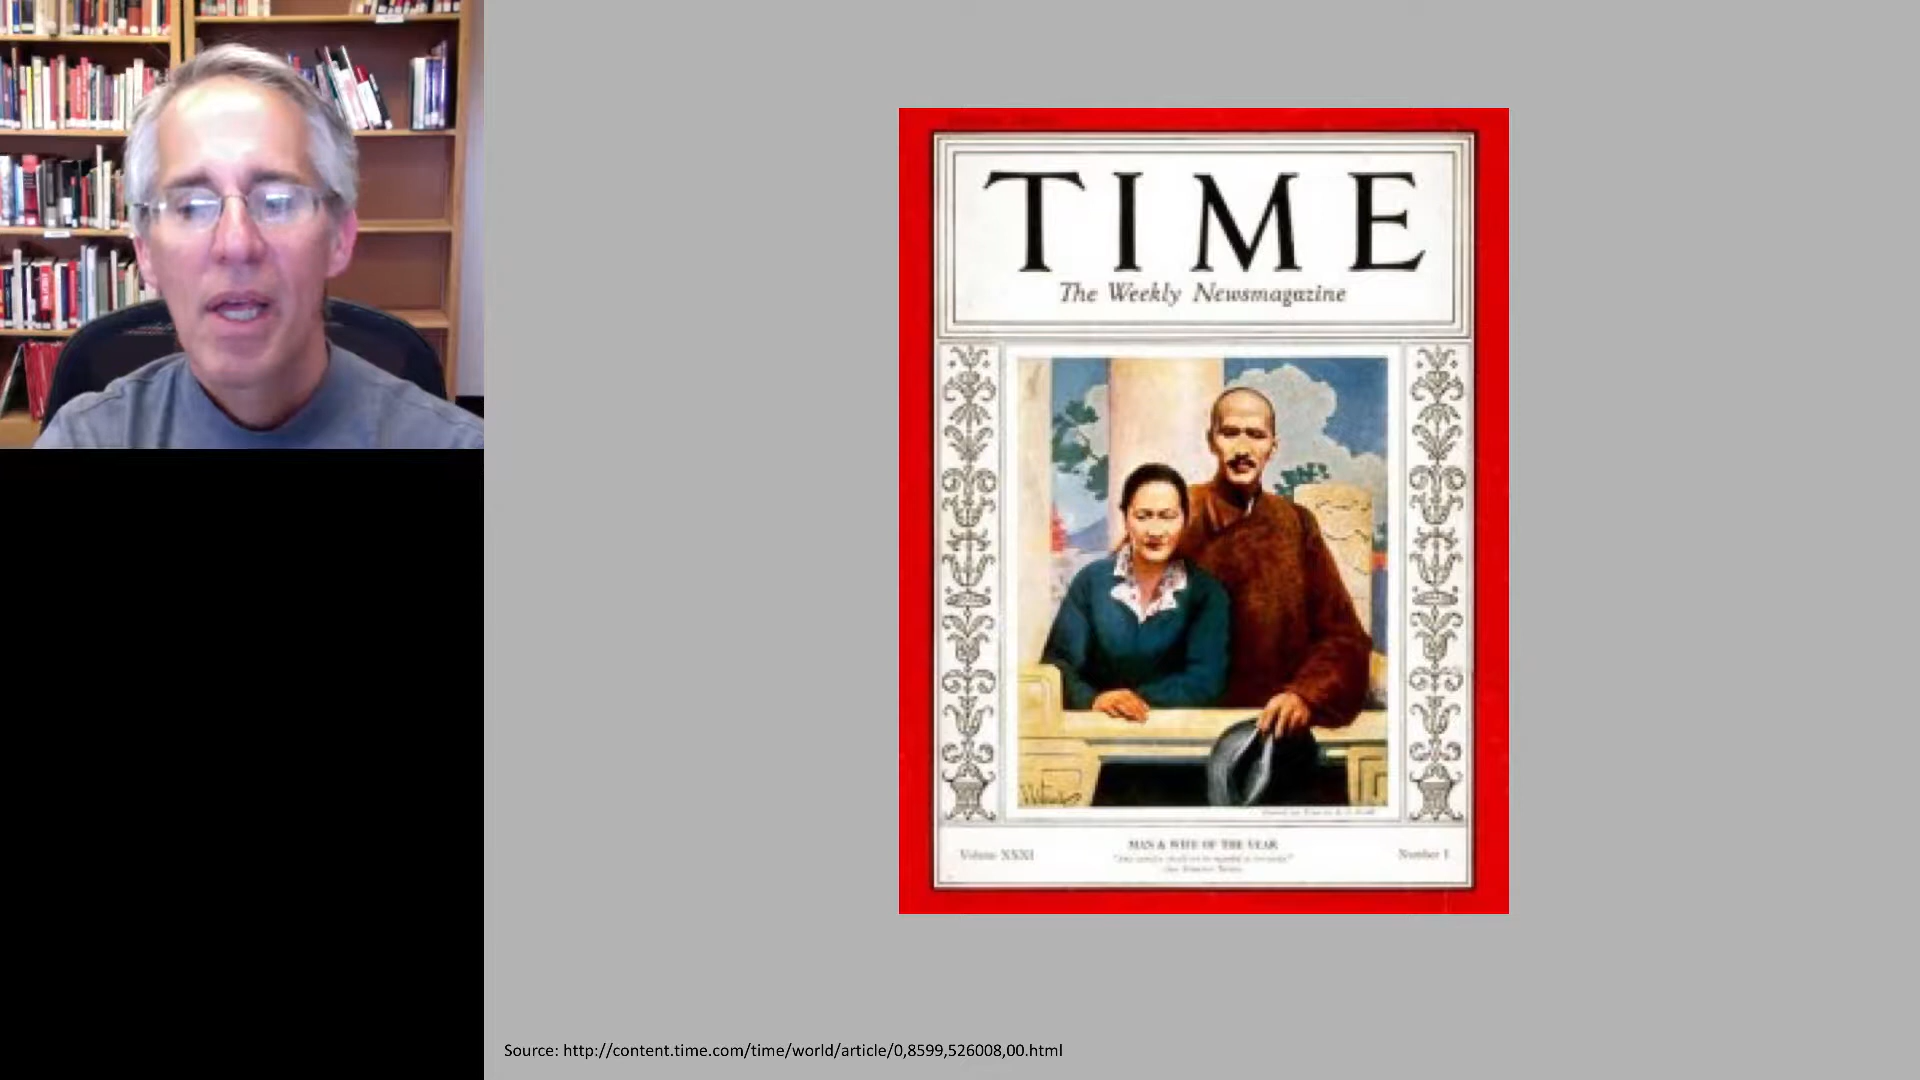 TIME
The Weekly Newsmagazine
Volume XXXI
MAN & WIFE OF THE YEAR
Number 1
Source: http://content.time.com/time/world/article/0,8599,526008,00.html